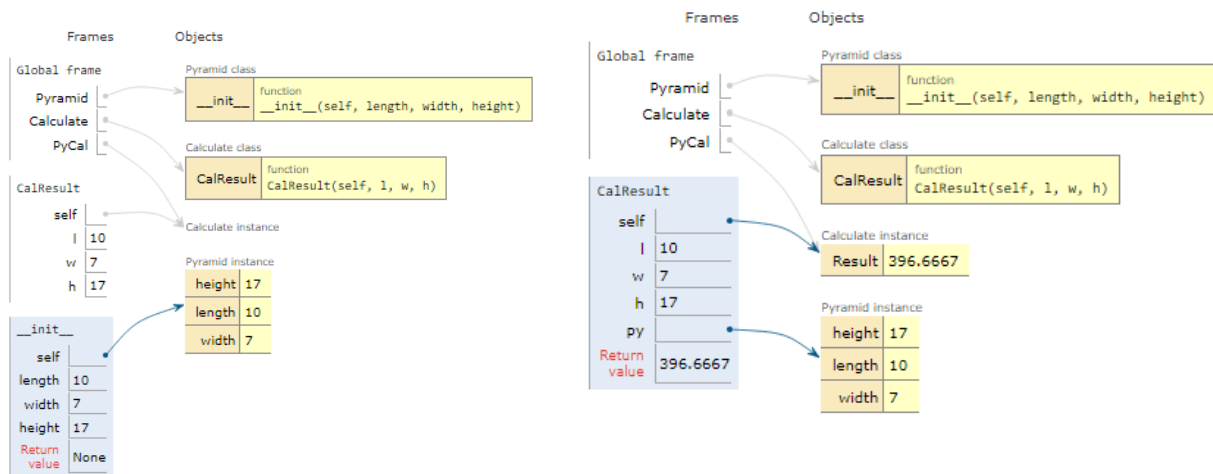 Frames Objects
Global frame
Pyramid
Calculate
PyCal
Pyramid class
__init__ function
__init__(self, length, width, height)
Calculate class
CalResult function
CalResult(self, l, w, h)
CalResult
self
l 10
w 7
h 17
Calculate instance
Pyramid instance
height 17
length 10
width 7
__init__
self
length 10
width 7
height 17
Return
value None
Frames Objects
Global frame
Pyramid
Calculate
PyCal
Pyramid class
__init__ function
__init__(self, length, width, height)
Calculate class
CalResult function
CalResult(self, l, w, h)
CalResult
self
l 10
w 7
h 17
py
Return
value 396.6667
Calculate instance
Result 396.6667
Pyramid instance
height 17
length 10
width 7